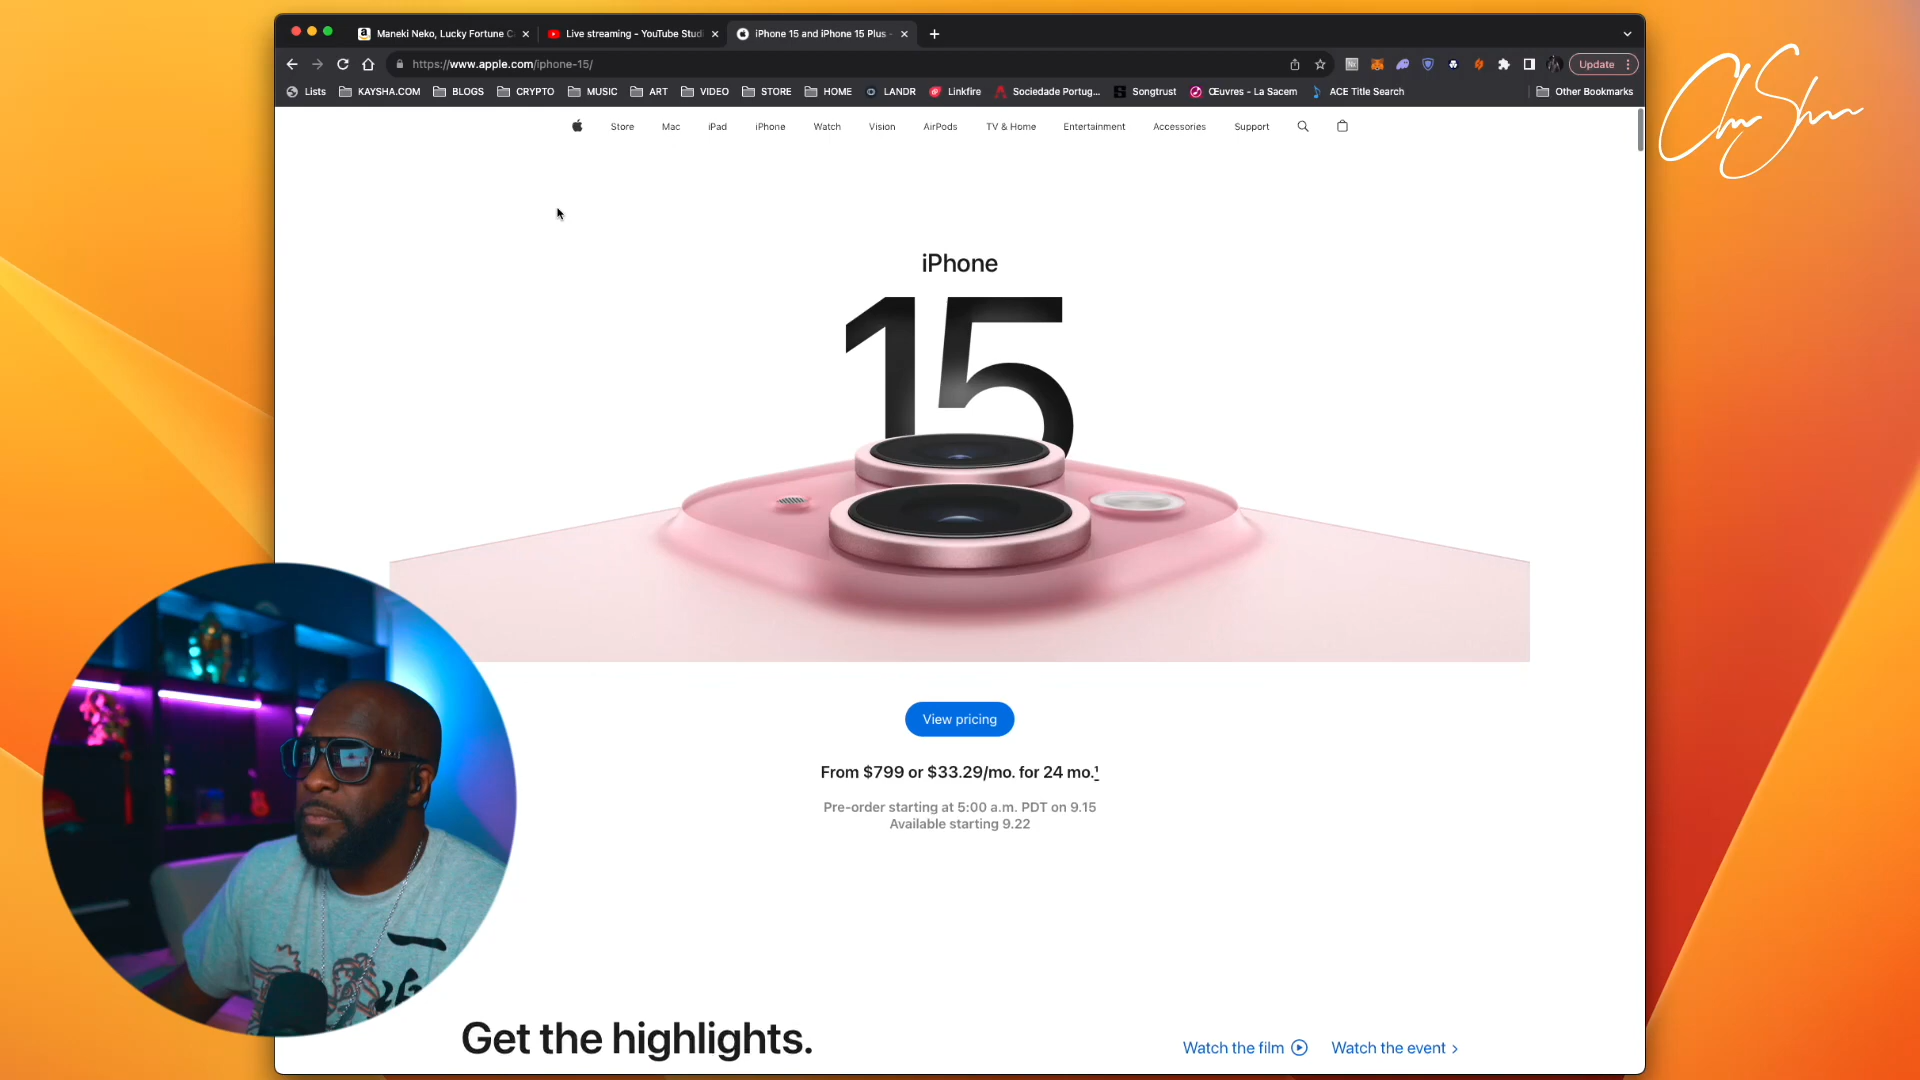 Maneki Neko, Lucky Fortune C
Live streaming - YouTube Studi
iPhone 15 and iPhone 15 Plus -
https://www.apple.com/iphone-15/
Update
Lists KAYSHA.COM BLOGS CRYPTO MUSIC ART VIDEO STORE HOME LANDR Linkfire Sociedade Portug... Songtrust Œuvres - La Sacem ACE Title Search Other Bookmarks
Store Mac iPad iPhone Watch Vision AirPods TV & Home Entertainment Accessories Support
iPhone
15
View pricing
From $799 or $33.29/mo. for 24 mo.¹
Pre-order starting at 5:00 a.m. PDT on 9.15
Available starting 9.22
Get the highlights.
Watch the film
Watch the event >